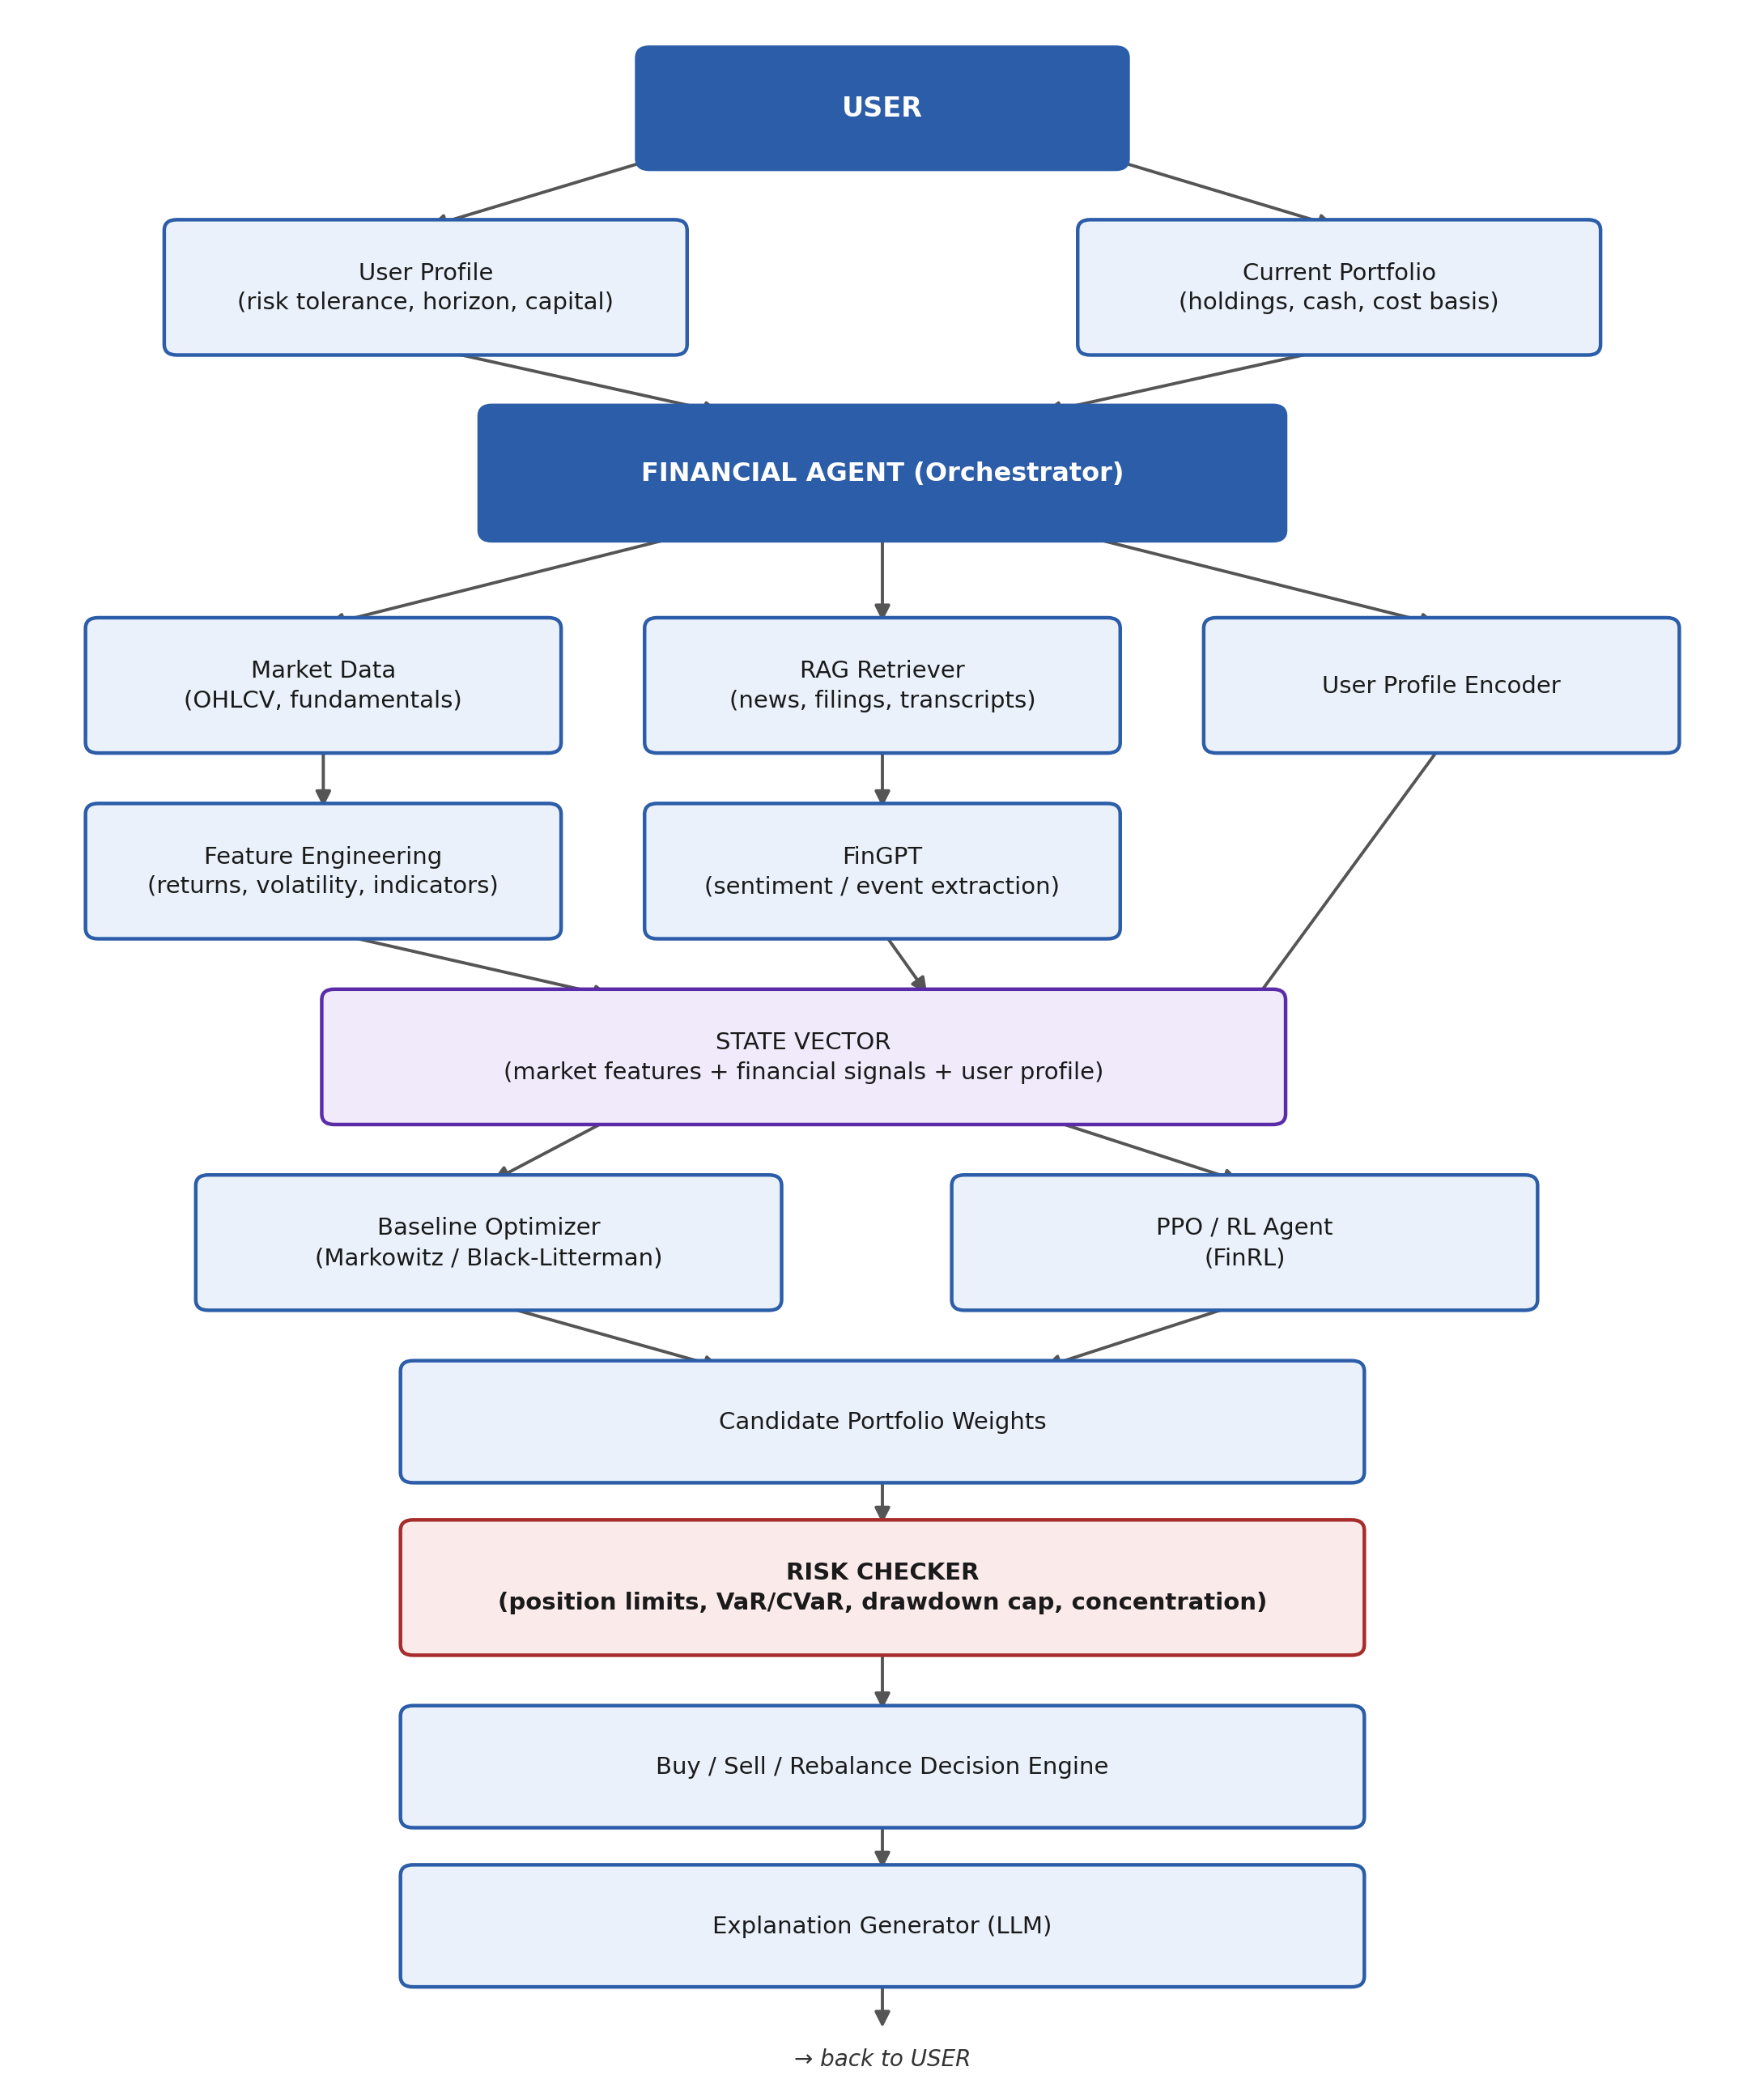 USER
User Profile
(risk tolerance, horizon, capital)
Current Portfolio
(holdings, cash, cost basis)
FINANCIAL AGENT (Orchestrator)
Market Data
(OHLCV, fundamentals)
RAG Retriever
(news, filings, transcripts)
User Profile Encoder
Feature Engineering
(returns, volatility, indicators)
FinGPT
(sentiment / event extraction)
STATE VECTOR
(market features + financial signals + user profile)
Baseline Optimizer
(Markowitz / Black-Litterman)
PPO / RL Agent
(FinRL)
Candidate Portfolio Weights
RISK CHECKER
(position limits, VaR/CVaR, drawdown cap, concentration)
Buy / Sell / Rebalance Decision Engine
Explanation Generator (LLM)
→ back to USER